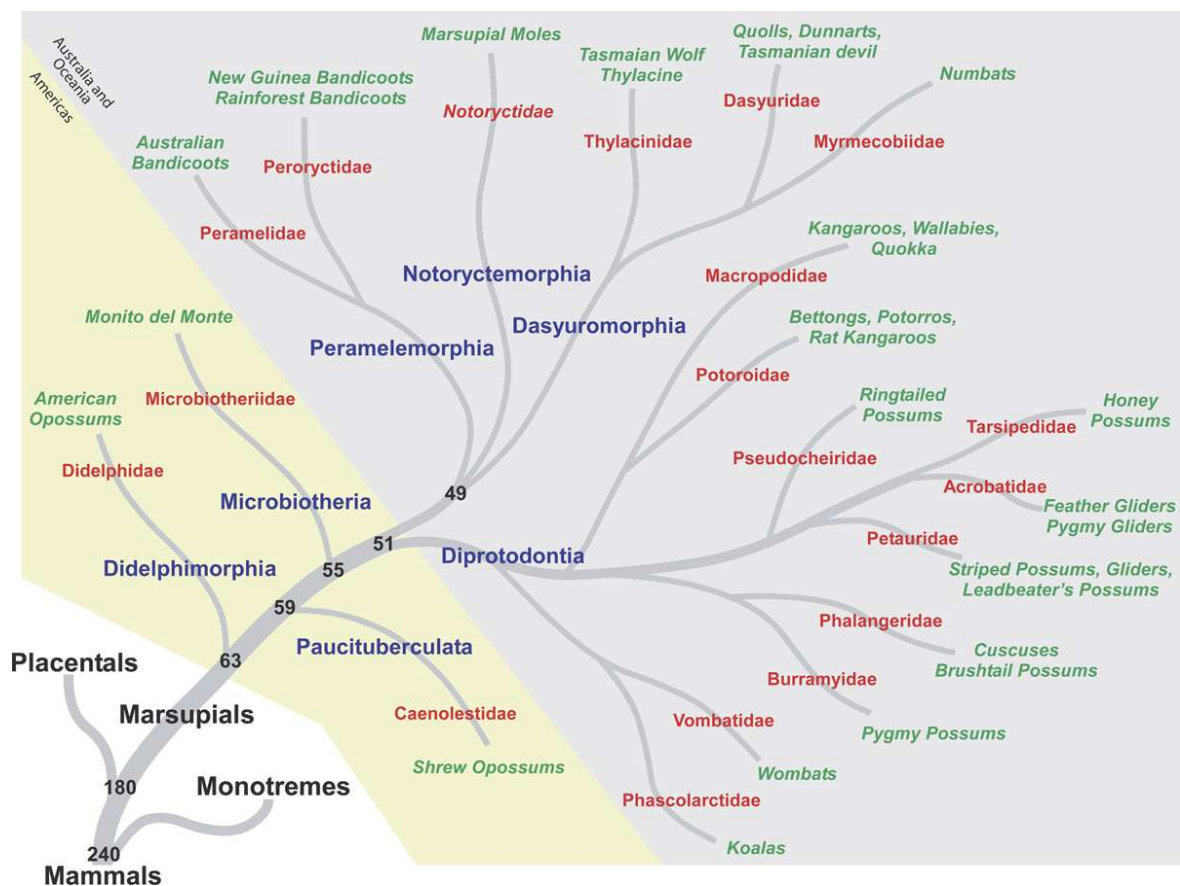 Australia and
Oceania
Americas
Marsupial Moles
Tasmaian Wolf
Thylacine
Quolls, Dunnarts,
Tasmanian devil
Numbats
New Guinea Bandicoots
Rainforest Bandicoots
Australian
Bandicoots
Notoryctidae
Dasyuridae
Thylacinidae
Myrmecobiidae
Peroryctidae
Peramelidae
Kangaroos, Wallabies,
Quokka
Notoryctemorphia
Macropodidae
Monito del Monte
Dasyuromorphia
Bettongs, Potorros,
Rat Kangaroos
Peramelemorphia
Potoroidae
American
Opossums
Microbiotheriidae
Ringtailed
Possums
Honey
Possums
Tarsipedidae
Didelphidae
Pseudocheiridae
Acrobatidae
Microbiotheria
49
Feather Gliders
Pygmy Gliders
51
Diprotodontia
Petauridae
Didelphimorphia
55
Striped Possums, Gliders,
Leadbeater's Possums
59
Phalangeridae
Paucituberculata
Cuscuses
Brushtail Possums
Placentals
63
Burramyidae
Marsupials
Caenolestidae
Vombatidae
Pygmy Possums
Shrew Opossums
Wombats
180
Monotremes
Phascolarctidae
Koalas
240
Mammals